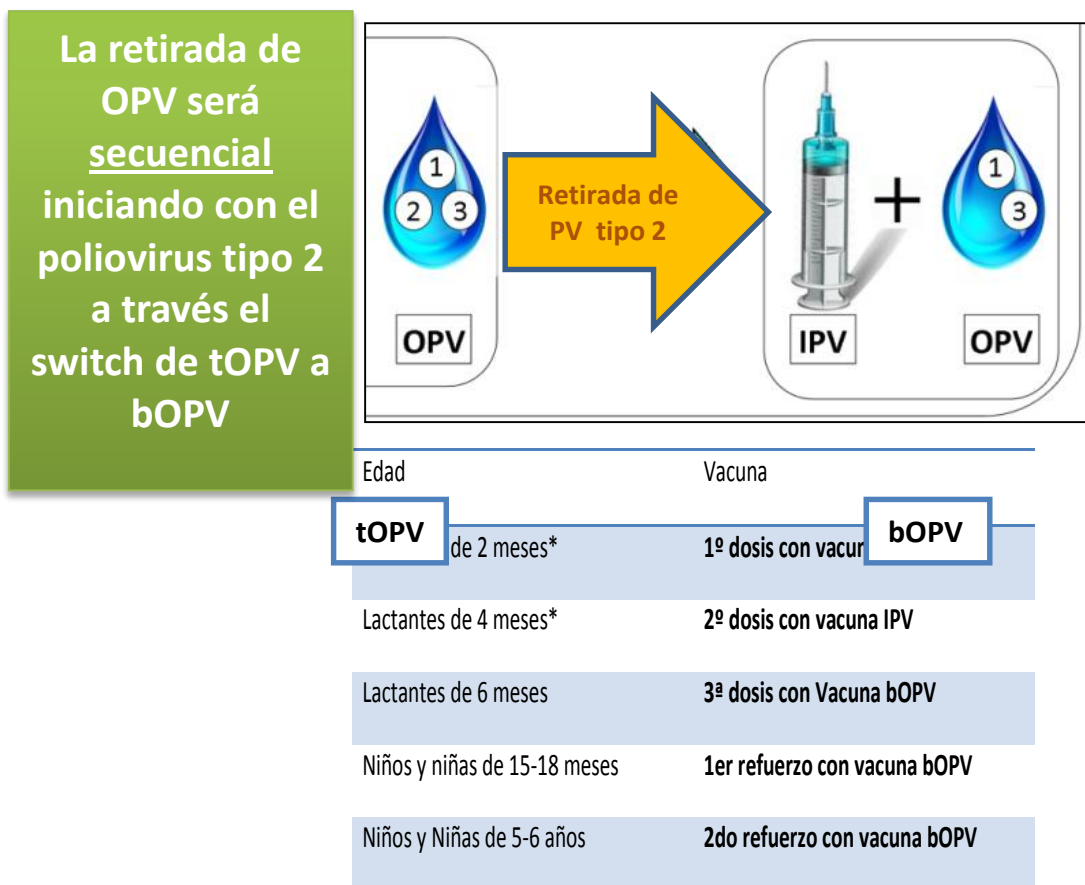 La retirada de
OPV será
secuencial
iniciando con el
poliovirus tipo 2
a través el
switch de tOPV a
bOPV
1
2 3
OPV
Retirada de
PV tipo 2
+
1
3
IPV OPV
Edad Vacuna
tOPV bOPV
de 2 meses* 1º dosis con
Lactantes de 4 meses* 2º dosis con vacuna IPV
Lactantes de 6 meses 3ª dosis con Vacuna bOPV
Niños y niñas de 15-18 meses 1er refuerzo con vacuna bOPV
Niños y Niñas de 5-6 años 2do refuerzo con vacuna bOPV